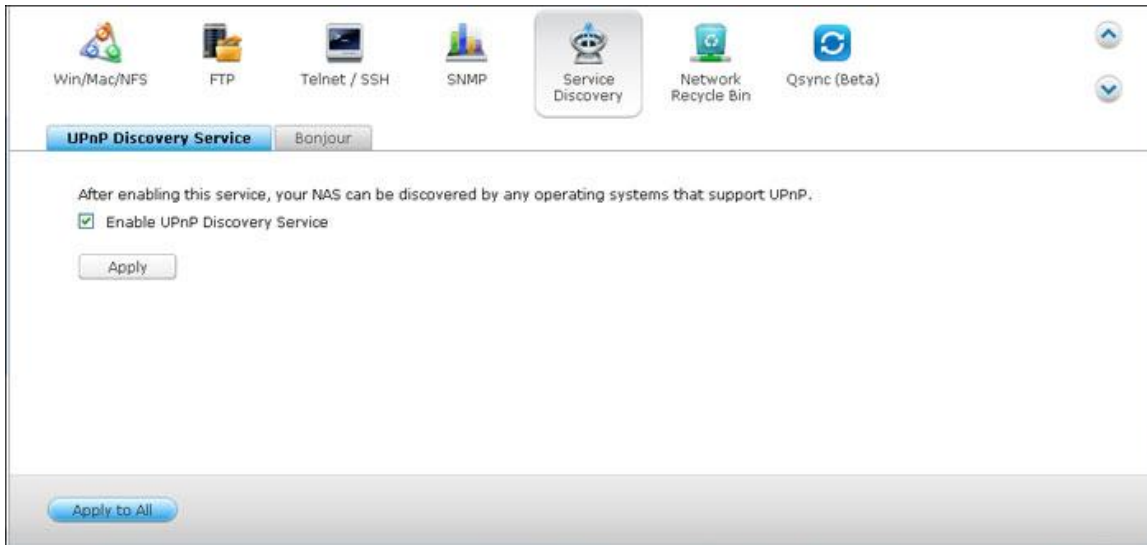 Win/Mac/NFS
FTP
Telnet / SSH
SNMP
Service
Discovery
Network
Recycle Bin
Qsync (Beta)
UPnP Discovery Service
Bonjour
After enabling this service, your NAS can be discovered by any operating systems that support UPnP.
Enable UPnP Discovery Service
Apply
Apply to All